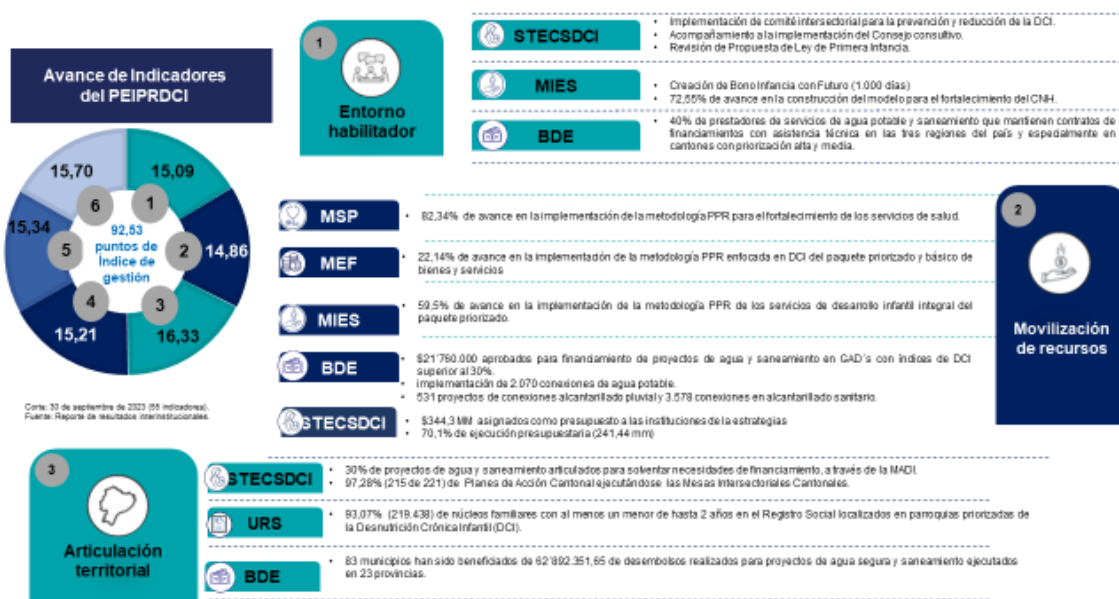 Avance de Indicadores
del PEIPRDCI
15,70
15,09
15,34
14,86
15,21
16,33
6
1
5
2
4
3
92,53
puntos de
Índice de
gestión
Corte: 30 de septiembre de 2023 (55 indicadores).
Fuente: Reporte de resultados interinstitucionales.
1
Entorno
habilitador
STECSDCI
• Implementación de comité intersectorial para la prevención y reducción de la DCI.
• Acompañamiento a la implementación del Consejo consultivo.
• Revisión de Propuesta de Ley de Primera Infancia.
MIES
• Creación de Bono Infancia con Futuro (1.000 días)
• 72,55% de avance en la construcción del modelo para el fortalecimiento del CNH.
BDE
• 40% de prestadores de servicios de agua potable y saneamiento que mantienen contratos de
financiamientos con asistencia técnica en las tres regiones del país y especialmente en
cantones con priorización alta y media.
2
Movilización
de recursos
MSP
• 82,34% de avance en la implementación de la metodología PPR para el fortalecimiento de los servicios de salud.
MEF
• 22,14% de avance en la implementación de la metodología PPR enfocada en DCI del paquete priorizado y básico de
bienes y servicios
MIES
• 59,5% de avance en la implementación de la metodología PPR de los servicios de desarrollo infantil integral del
paquete priorizado.
BDE
• $21'760.000 aprobados para financiamiento de proyectos de agua y saneamiento en GAD´s con índices de DCI
superior al 30%.
• implementación de 2.070 conexiones de agua potable.
• 531 proyectos de conexiones alcantarillado pluvial y 3.578 conexiones en alcantarillado sanitario.
STECSDCI
• $344,3 MM asignados como presupuesto a las instituciones de la estrategias
• 70,1% de ejecución presupuestaria (241,44 mm)
3
Articulación
territorial
STECSDCI
• 30% de proyectos de agua y saneamiento articulados para solventar necesidades de financiamiento, a través de la MADI.
• 97,28% (215 de 221) de Planes de Acción Cantonal ejecutándose las Mesas Intersectoriales Cantonales.
URS
• 93,07% (219.438) de núcleos familiares con al menos un menor de hasta 2 años en el Registro Social localizados en parroquias priorizadas de
la Desnutrición Crónica Infantil (DCI).
BDE
• 83 municipios han sido beneficiados de 62'892.351,65 de desembolsos realizados para proyectos de agua segura y saneamiento ejecutados
en 23 provincias.